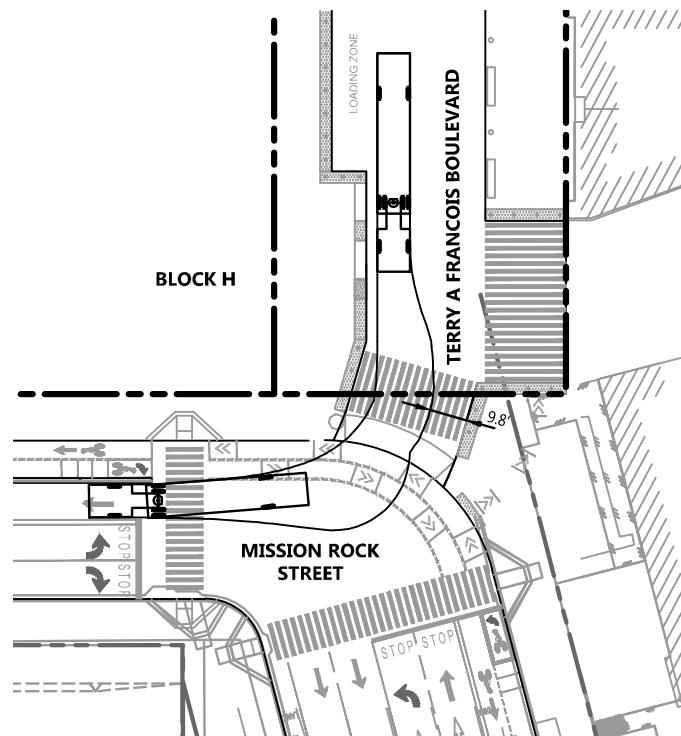 LOADING ZONE
TERRY A FRANCOIS BOULEVARD
BLOCK H
9.8'
MISSION ROCK
STREET
STOP
STOP
STOP STOP